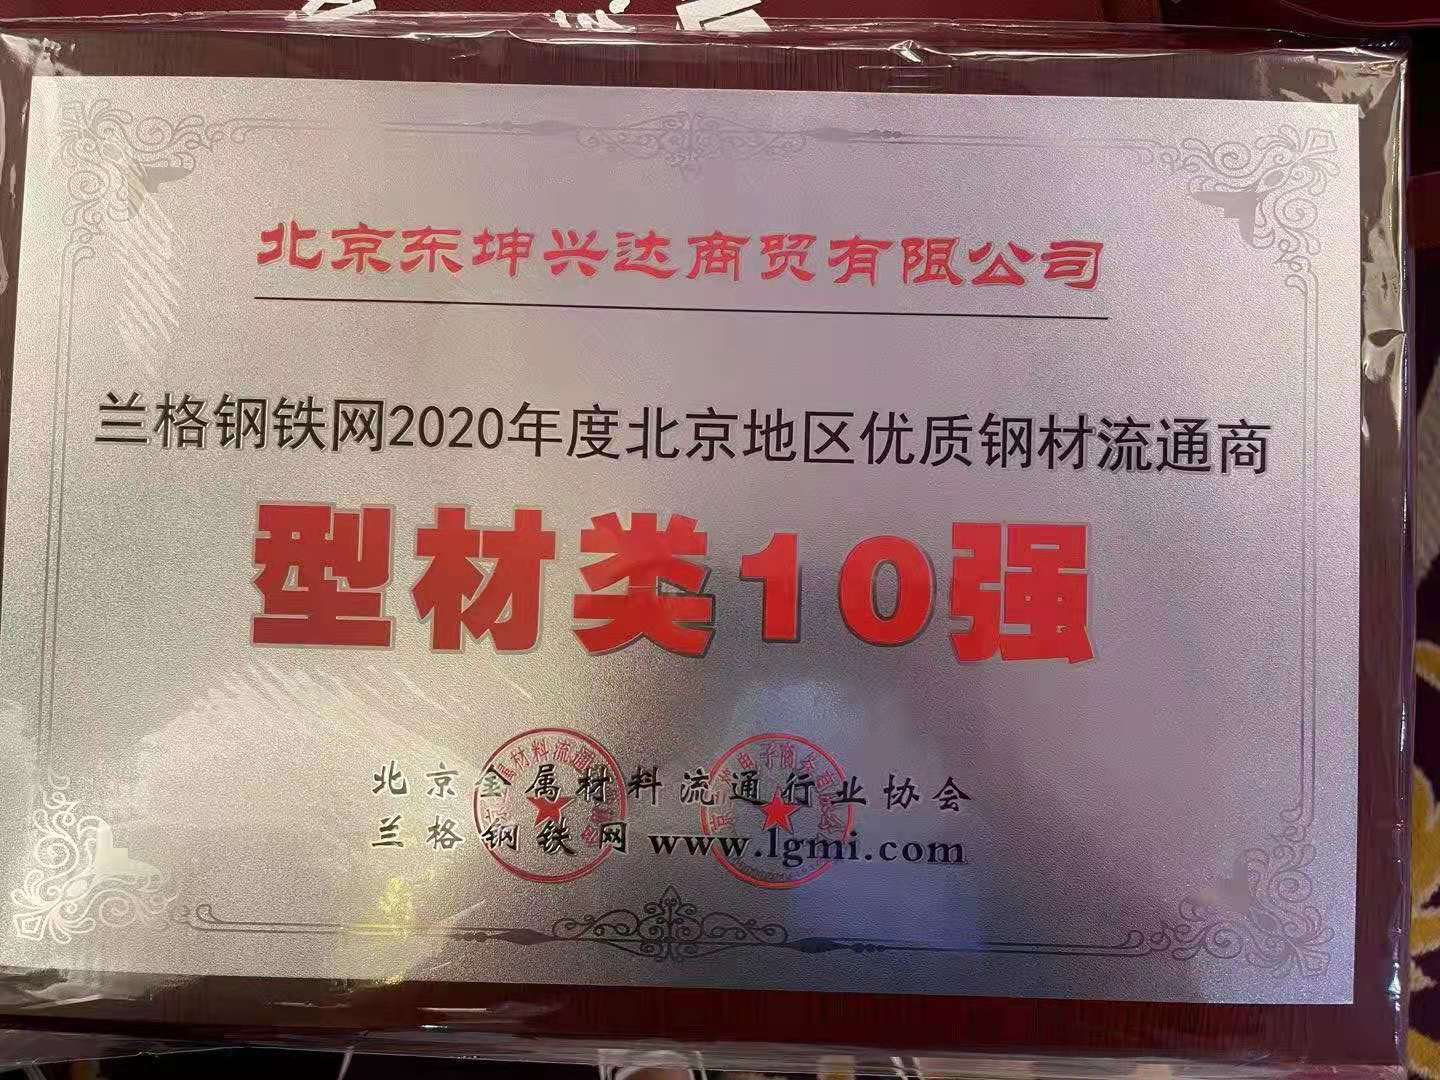 北京东坤兴达商贸有限公司
兰格钢铁网2020年度北京地区优质钢材流通商
型材类10强
北京金属材料流通行业协会
兰格钢铁网 www.lgmi.com